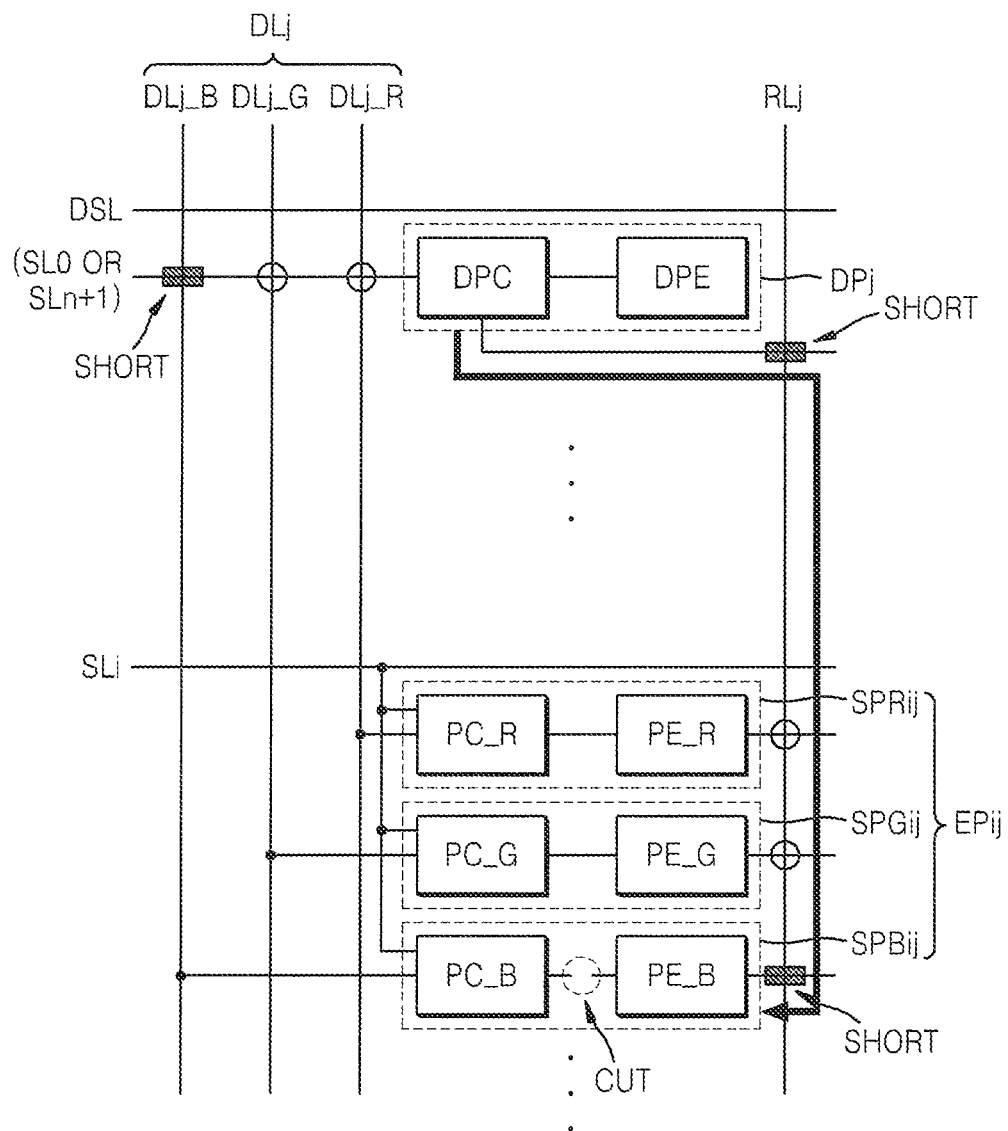 DLj
DLj_B DLj_G DLj_R RLj
DSL
(SL0 OR
SLn+1)
DPC DPE DPj
SHORT
SHORT
SLi
PC_R PE_R SPRij
PC_G PE_G SPGij EPij
PC_B PE_B SPBij
SHORT
CUT